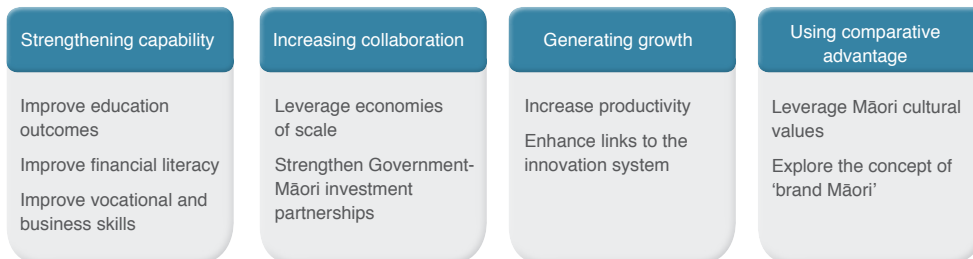 Strengthening capability
Improve education
outcomes
Improve financial literacy
Improve vocational and
business skills
Increasing collaboration
Leverage economies
of scale
Strengthen Government-
Māori investment
partnerships
Generating growth
Increase productivity
Enhance links to the
innovation system
Using comparative
advantage
Leverage Māori cultural
values
Explore the concept of
‘brand Māori’